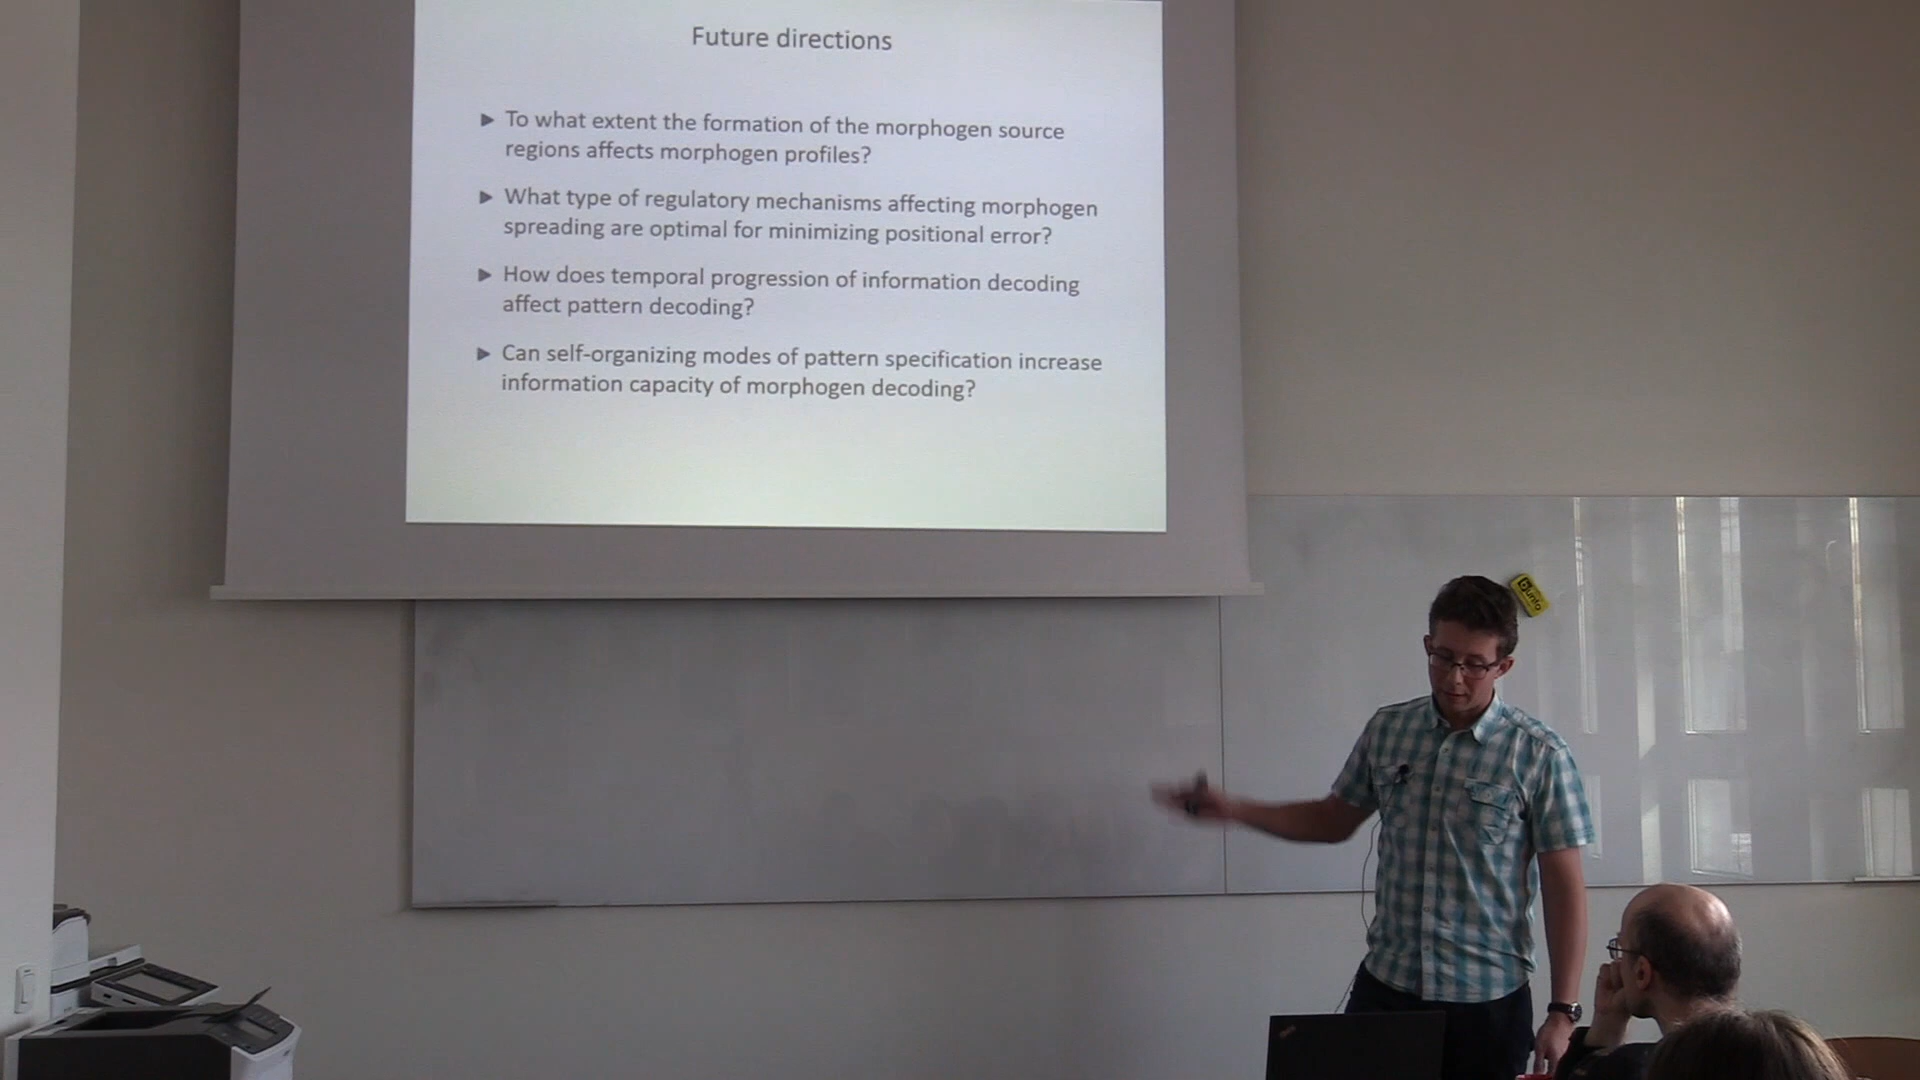 Future directions
▶ To what extent the formation of the morphogen source
regions affects morphogen profiles?
▶ What type of regulatory mechanisms affecting morphogen
spreading are optimal for minimizing positional error?
▶ How does temporal progression of information decoding
affect pattern decoding?
▶ Can self-organizing modes of pattern specification increase
information capacity of morphogen decoding?